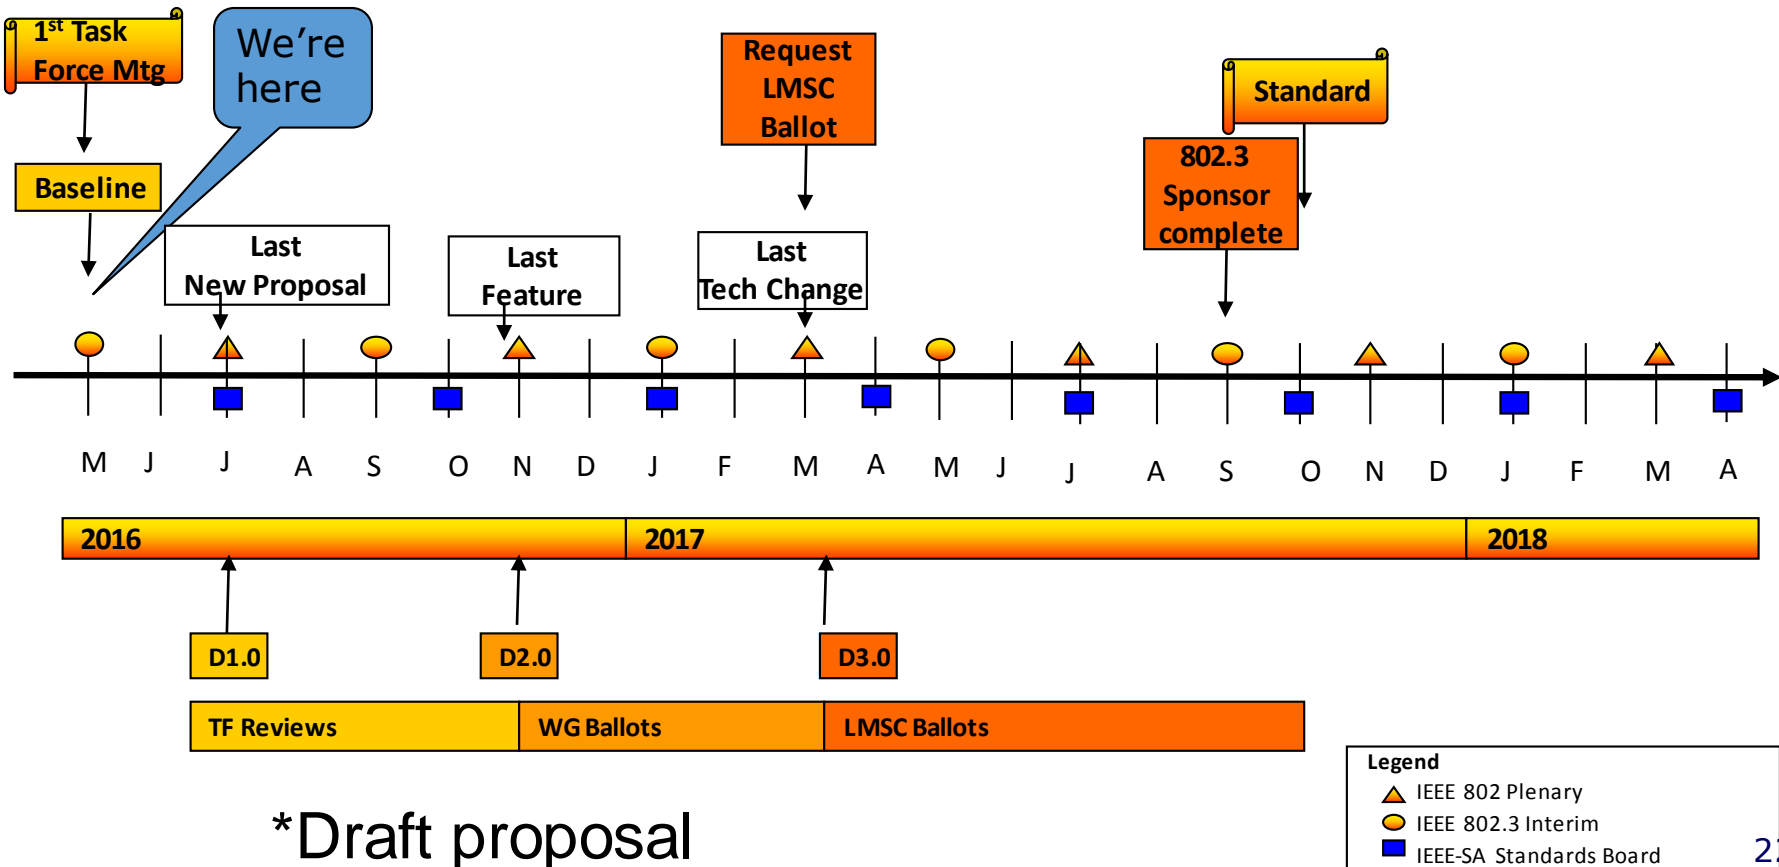 1st Task
Force Mtg
We're
here
Request
LMSC
Ballot
Standard
Baseline
802.3
Sponsor
complete
Last
New Proposal
Last
Feature
Last
Tech Change
M J J A S O N D J F M A M J J A S O N D J F M A
2016 2017 2018
D1.0 D2.0 D3.0
TF Reviews WG Ballots LMSC Ballots
Legend
IEEE 802 Plenary
IEEE 802.3 Interim
IEEE-SA Standards Board
*Draft proposal